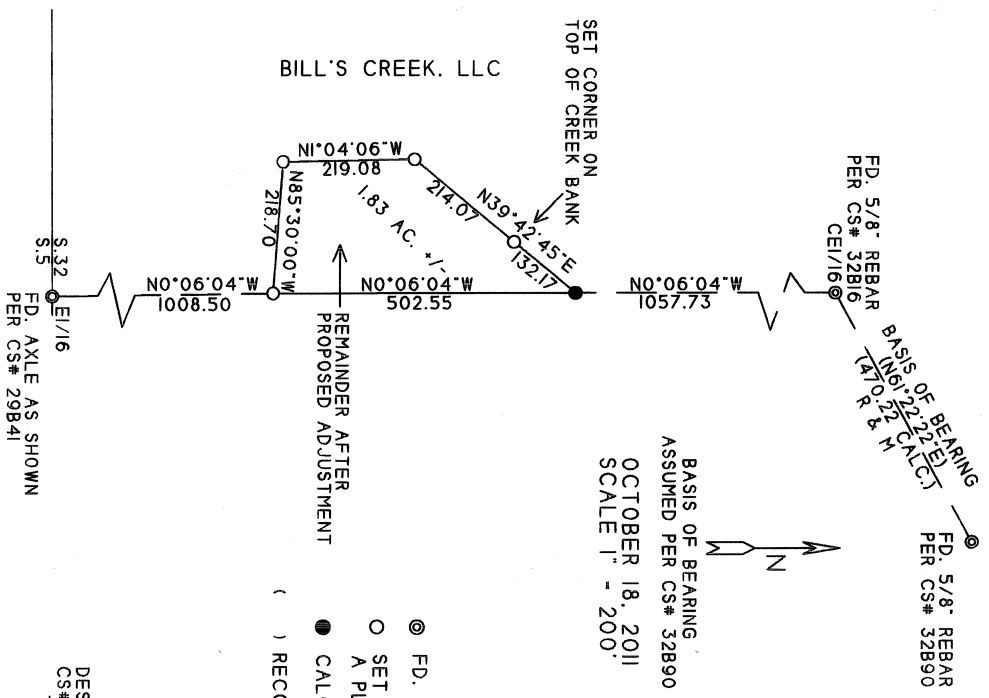 BILL'S CREEK. LLC
SET CORNER ON
TOP OF CREEK BANK
N1°04'06"W
219.08
214.07
N39°42'45"E
132.17
N85°30'00"W
218.70
1.83 AC. +/-
FD. 5/8" REBAR
PER CS# 32B16
CE1/16
S.32
S.5
E1/16
FD. AXLE AS SHOWN
PER CS# 29B41
N0°06'04"W
1008.50
N0°06'04"W
502.55
N0°06'04"W
1057.73
REMAINDER AFTER
PROPOSED ADJUSTMENT
BASIS OF BEARING
(N61°22'22"E)
(470.22 CALC.)
R & M
FD. 5/8" REBAR
PER CS# 32B90
BASIS OF BEARING
ASSUMED PER CS# 32B90
OCTOBER 18, 2011
SCALE 1" = 200'
N
FD.
SET
A PL
CALC
( ) RECO
DES
CS#